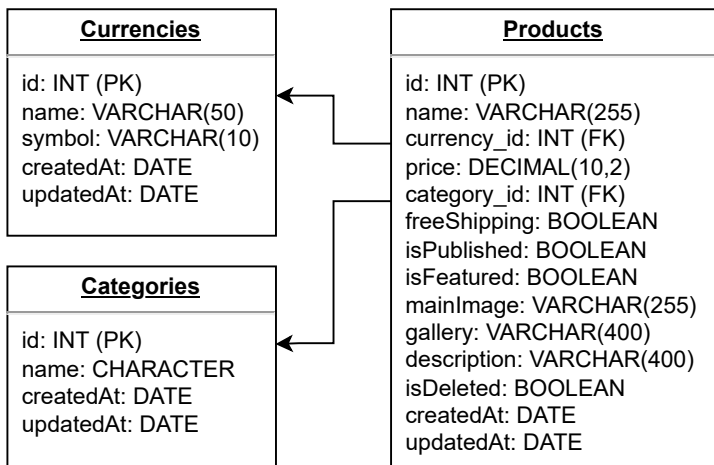 Currencies
id: INT (PK)
name: VARCHAR(50)
symbol: VARCHAR(10)
createdAt: DATE
updatedAt: DATE
Categories
id: INT (PK)
name: CHARACTER
createdAt: DATE
updatedAt: DATE
Products
id: INT (PK)
name: VARCHAR(255)
currency_id: INT (FK)
price: DECIMAL(10,2)
category_id: INT (FK)
freeShipping: BOOLEAN
isPublished: BOOLEAN
isFeatured: BOOLEAN
mainImage: VARCHAR(255)
gallery: VARCHAR(400)
description: VARCHAR(400)
isDeleted: BOOLEAN
createdAt: DATE
updatedAt: DATE